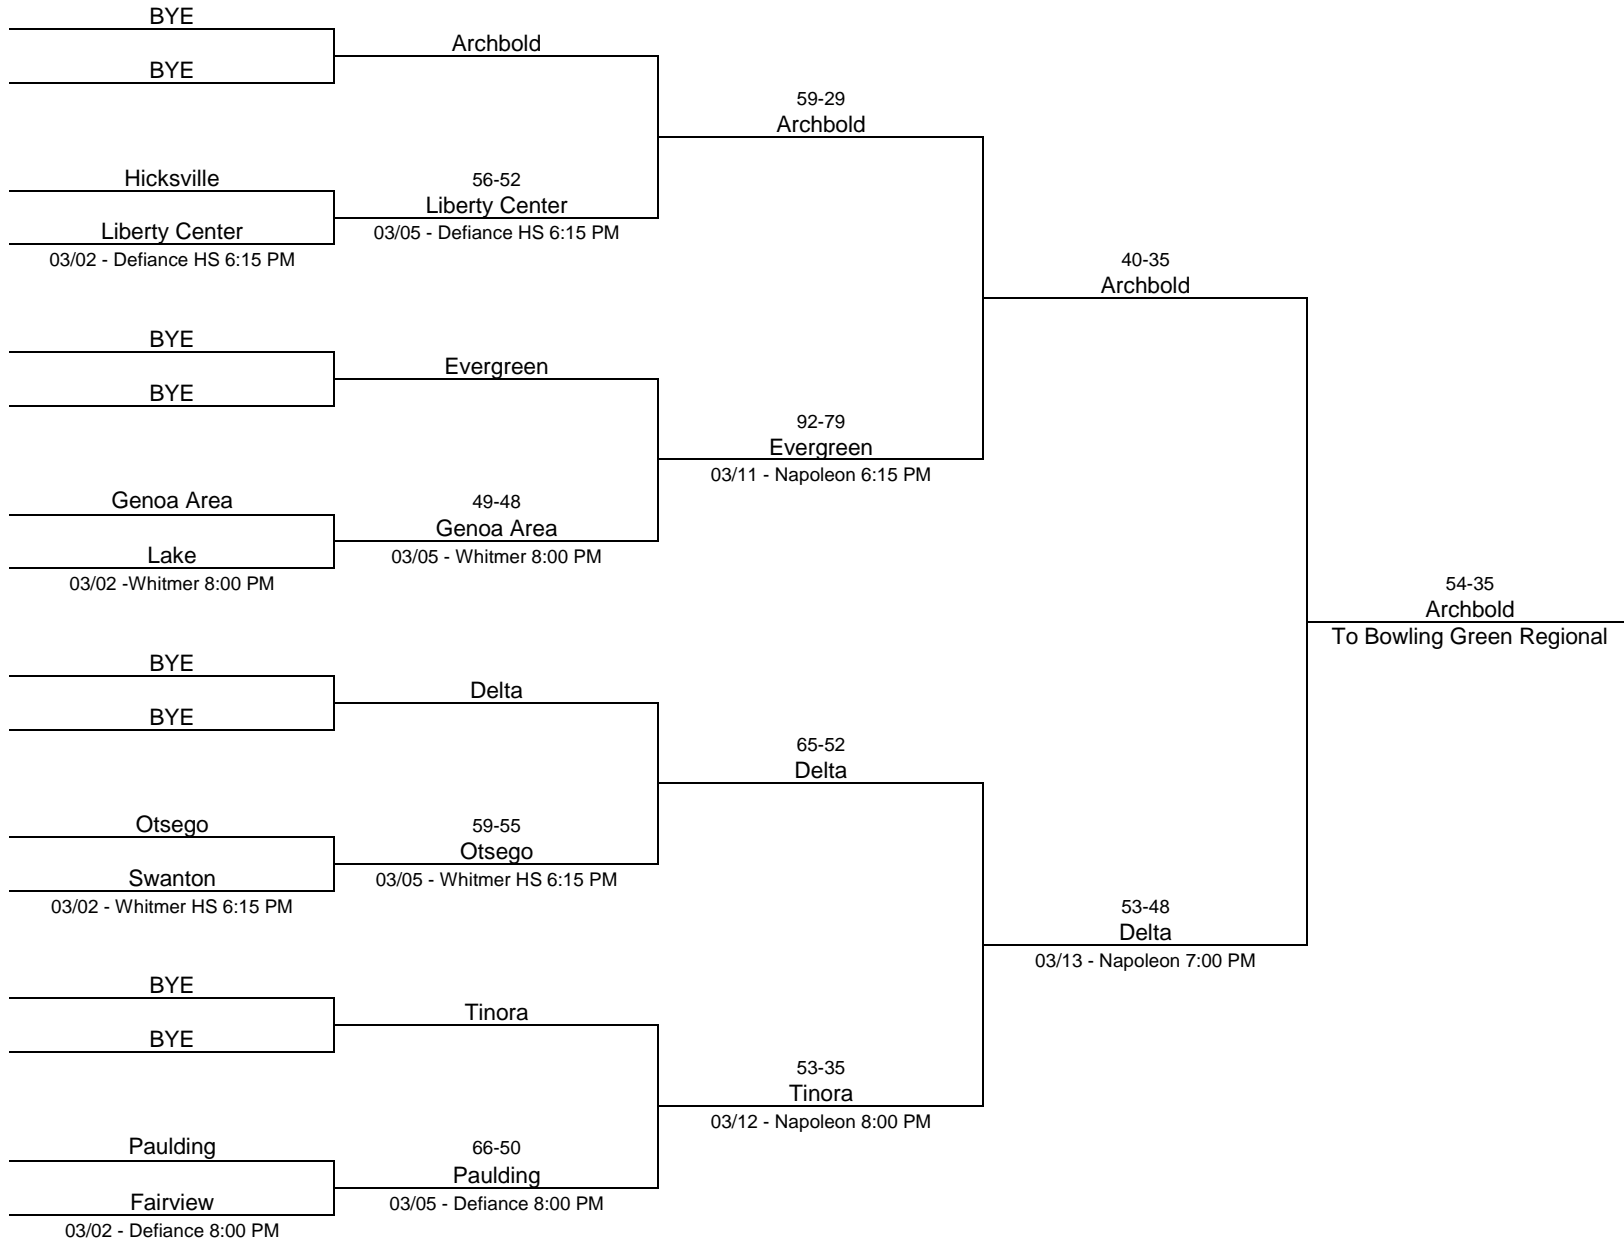 BYE
BYE
Archbold
Hicksville
Liberty Center
03/02 - Defiance HS 6:15 PM
56-52
Liberty Center
03/05 - Defiance HS 6:15 PM
59-29
Archbold
BYE
BYE
Evergreen
Genoa Area
Lake
03/02 -Whitmer 8:00 PM
49-48
Genoa Area
03/05 - Whitmer 8:00 PM
92-79
Evergreen
03/11 - Napoleon 6:15 PM
40-35
Archbold
BYE
BYE
Delta
Otsego
Swanton
03/02 - Whitmer HS 6:15 PM
59-55
Otsego
03/05 - Whitmer HS 6:15 PM
65-52
Delta
BYE
BYE
Tinora
Paulding
Fairview
03/02 - Defiance 8:00 PM
66-50
Paulding
03/05 - Defiance 8:00 PM
53-35
Tinora
03/12 - Napoleon 8:00 PM
53-48
Delta
03/13 - Napoleon 7:00 PM
54-35
Archbold
To Bowling Green Regional